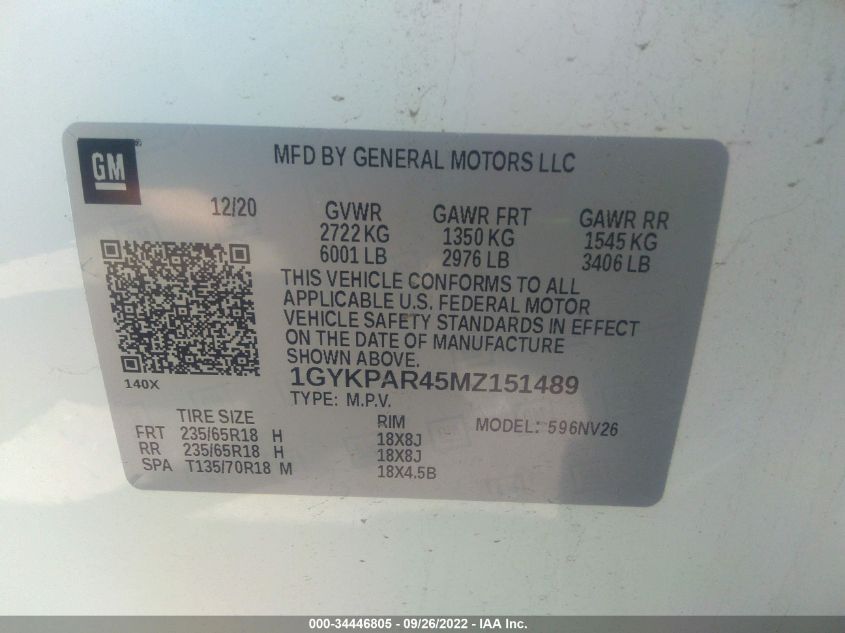 GM
MFD BY GENERAL MOTORS LLC
12/20 GVWR GAWR FRT GAWR RR
2722 KG 1350 KG 1545 KG
6001 LB 2976 LB 3406 LB
THIS VEHICLE CONFORMS TO ALL
APPLICABLE U.S. FEDERAL MOTOR
VEHICLE SAFETY STANDARDS IN EFFECT
ON THE DATE OF MANUFACTURE
SHOWN ABOVE.
140X
1GYKPAR45MZ151489
TYPE: M.P.V.
TIRE SIZE RIM MODEL: 596NV26
FRT 235/65R18 H 18X8J
RR 235/65R18 H 18X8J
SPA T135/70R18 M 18X4.5B
000-34446805 - 09/26/2022 - IAAI.COM